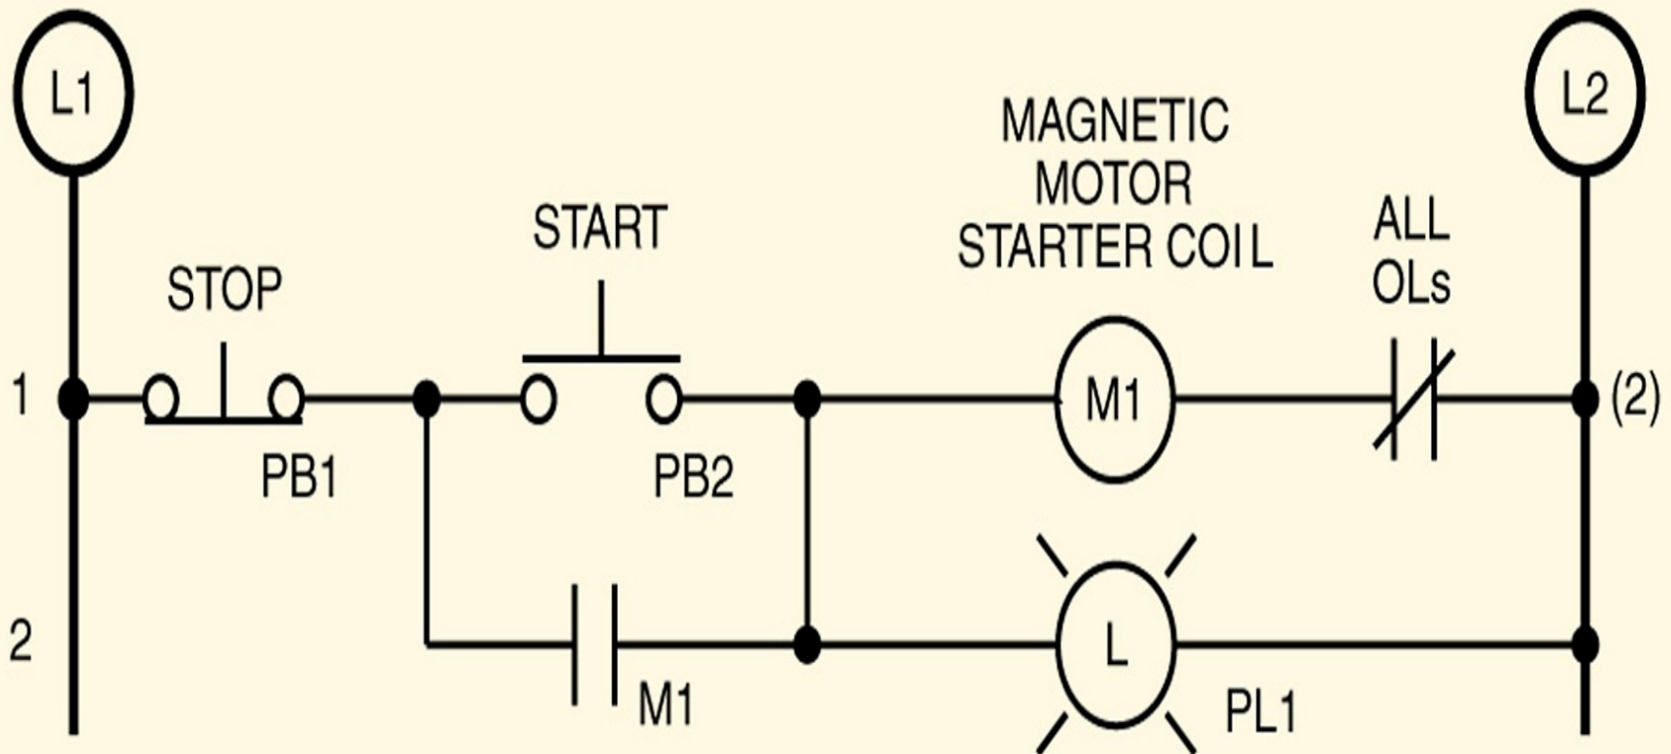 L1
L2
MAGNETIC
MOTOR
STARTER COIL
START
ALL
OLs
STOP
1
M1
(2)
PB1
PB2
2
L
M1
PL1